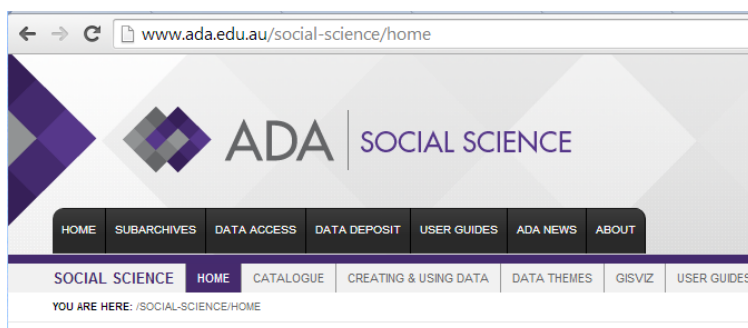 www.ada.edu.au/social-science/home
ADA SOCIAL SCIENCE
HOME SUBARCHIVES DATA ACCESS DATA DEPOSIT USER GUIDES ADA NEWS ABOUT
SOCIAL SCIENCE HOME CATALOGUE CREATING & USING DATA DATA THEMES GISVIZ USER GUIDES
YOU ARE HERE: /SOCIAL-SCIENCE/HOME